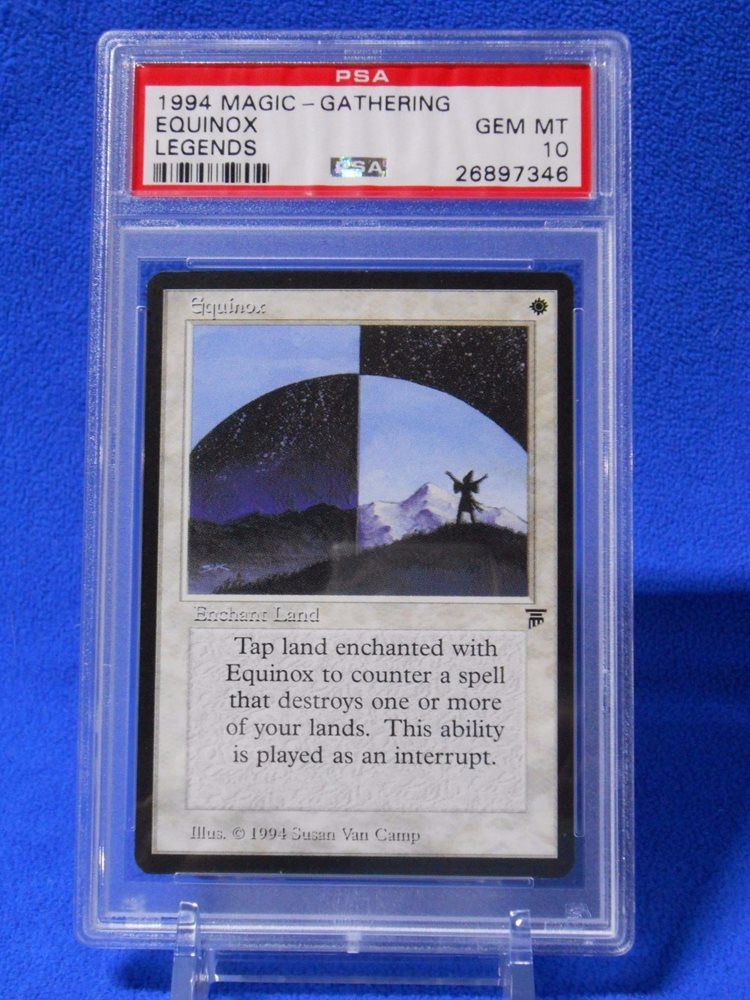 PSA
1994 MAGIC - GATHERING
EQUINOX GEM MT
LEGENDS 10
PSA 26897346
Equinox
SVK
Enchant Land
Tap land enchanted with
Equinox to counter a spell
that destroys one or more
of your lands. This ability
is played as an interrupt.
Illus. © 1994 Susan Van Camp